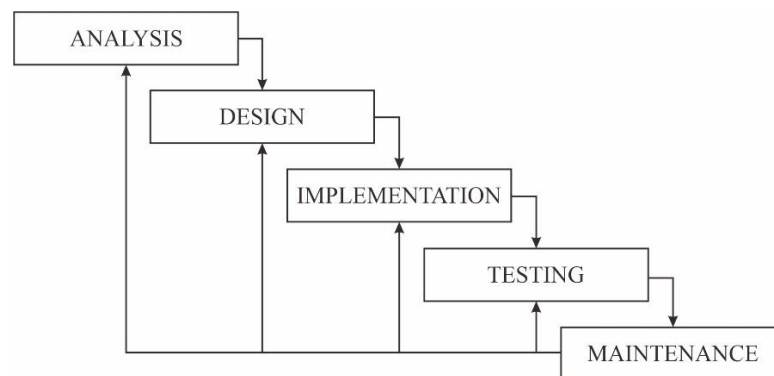 ANALYSIS
DESIGN
IMPLEMENTATION
TESTING
MAINTENANCE